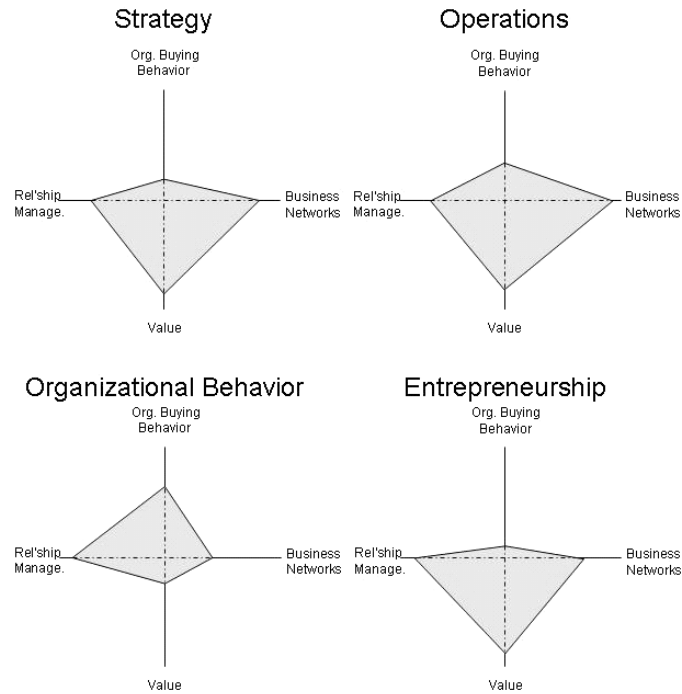 Strategy
Org. Buying
Behavior
Rel'ship
Manage.
Business
Networks
Value
Operations
Org. Buying
Behavior
Rel'ship
Manage.
Business
Networks
Value
Organizational Behavior
Org. Buying
Behavior
Rel'ship
Manage.
Business
Networks
Value
Entrepreneurship
Org. Buying
Behavior
Rel'ship
Manage.
Business
Networks
Value